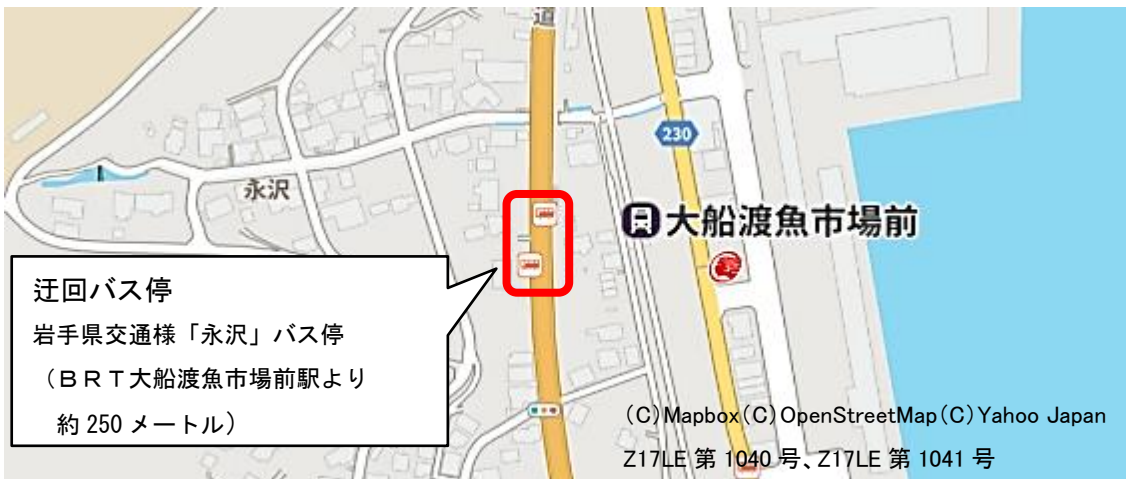 道
230
永沢
大船渡魚市場前
迂回バス停
岩手県交通様「永沢」バス停
（ＢＲＴ大船渡魚市場前駅より
約 250 メートル）
(C)Mapbox(C)OpenStreetMap(C)Yahoo Japan
Z17LE 第 1040 号、Z17LE 第 1041 号